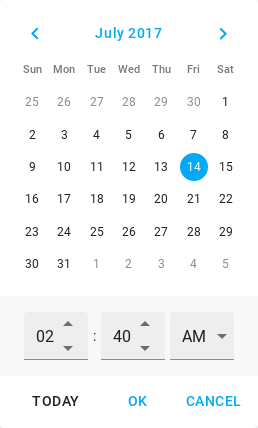 July 2017
Sun Mon Tue Wed Thu Fri Sat
25 26 27 28 29 30 1
2 3 4 5 6 7 8
9 10 11 12 13 14 15
16 17 18 19 20 21 22
23 24 25 26 27 28 29
30 31 1 2 3 4 5
02 : 40 AM
TODAY OK CANCEL